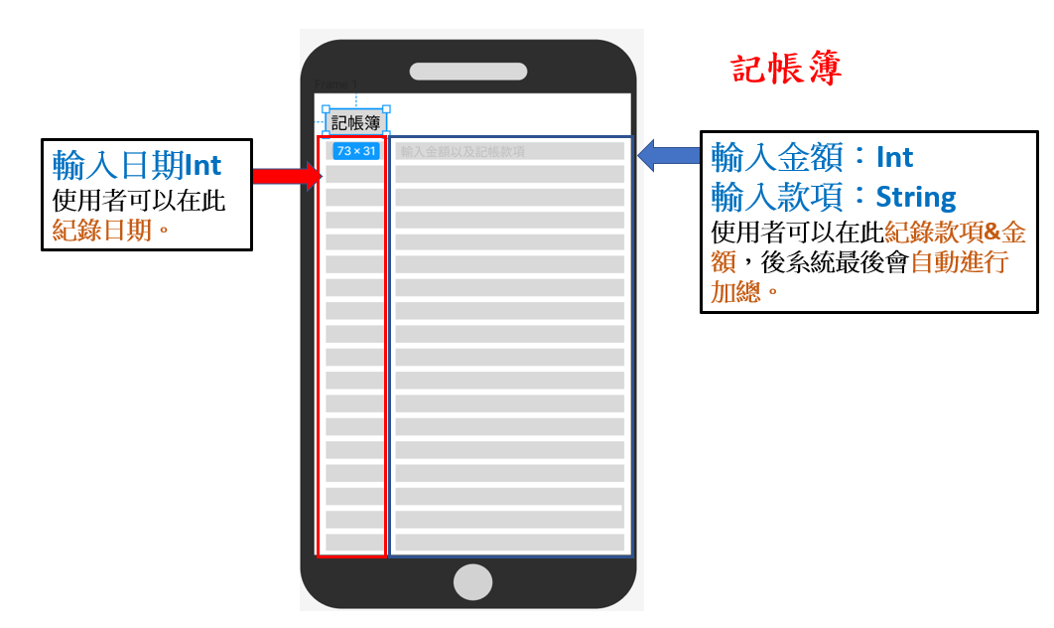 記帳簿
Frame 1
記帳簿
73 × 31
輸入金額以及記帳款項
輸入日期Int
使用者可以在此
紀錄日期。
輸入金額：Int
輸入款項：String
使用者可以在此紀錄款項&金
額，後系統最後會自動進行
加總。